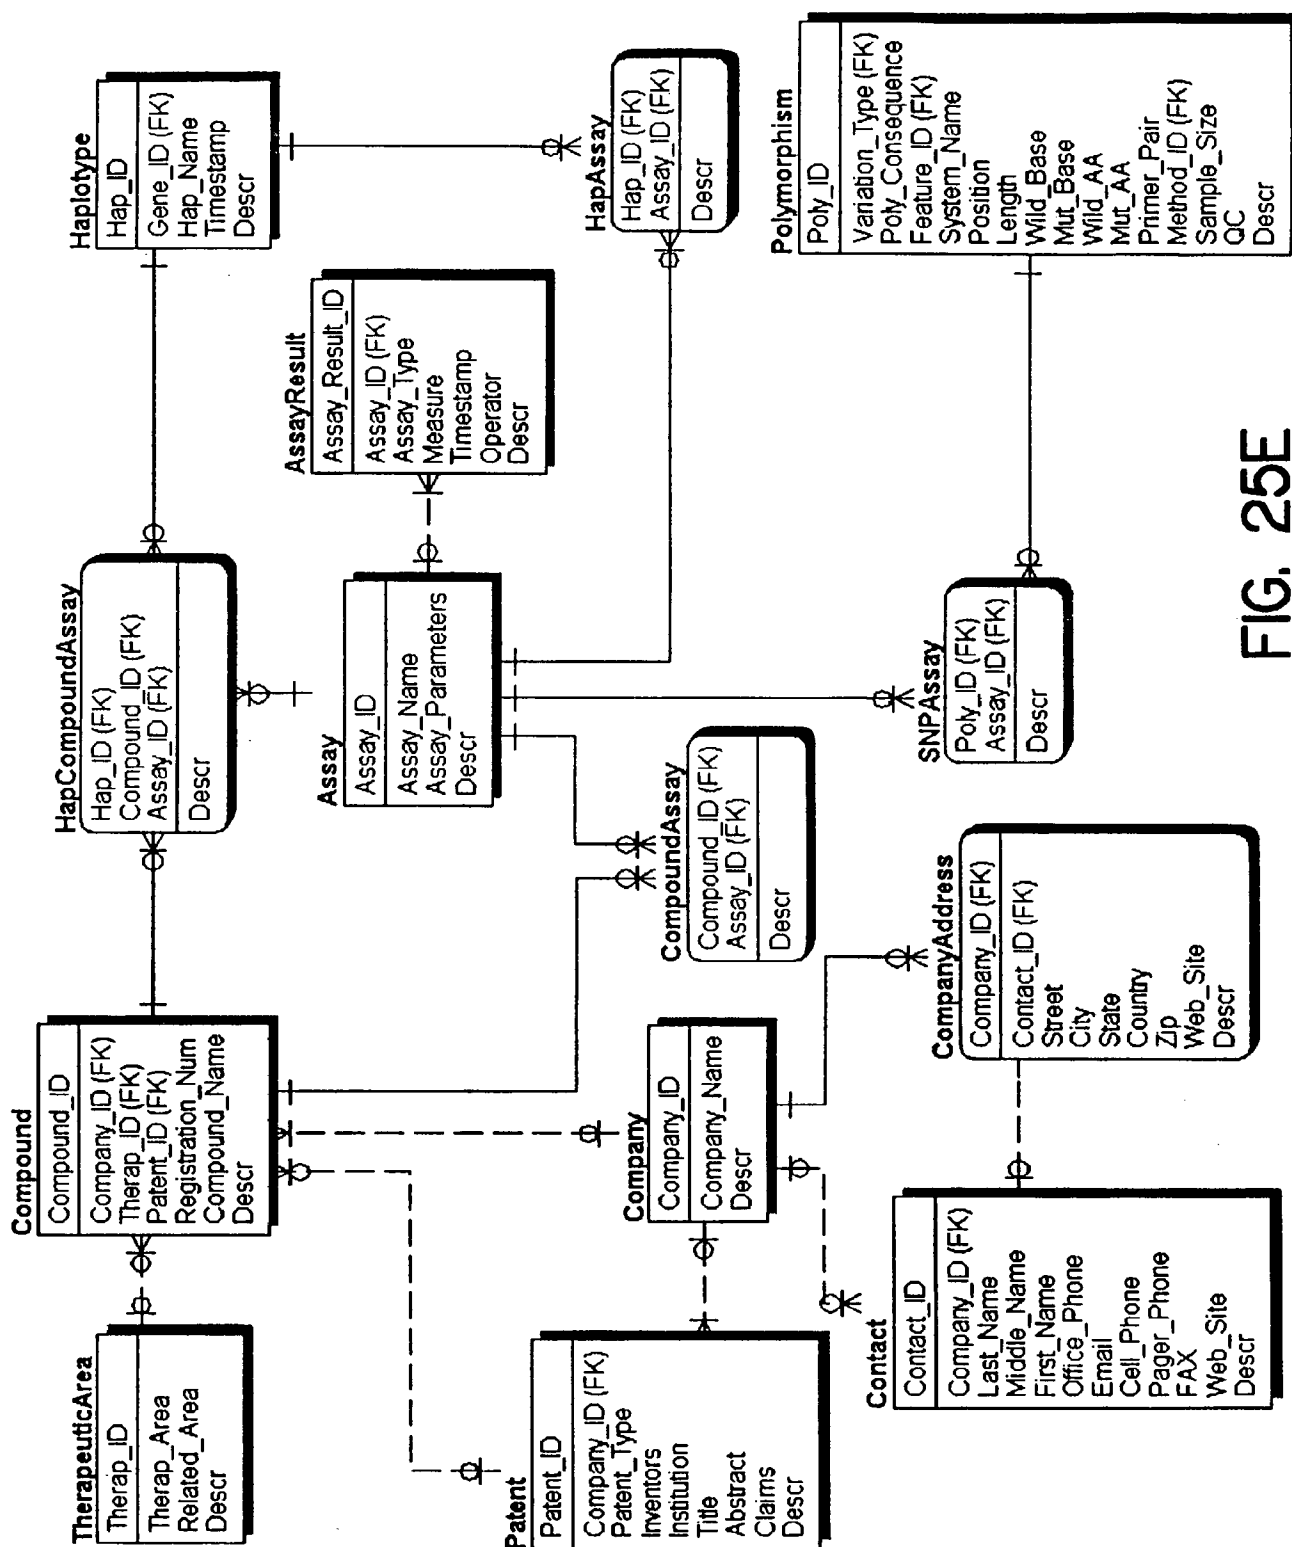 TherapeuticArea
Therap_ID
Therap_Area
Related_Area
Descr
Compound
Compound_ID
Company_ID (FK)
Therap_ID (FK)
Patent_ID (FK)
Registration_Num
Compound_Name
Descr
HapCompoundAssay
Hap_ID (FK)
Compound_ID (FK)
Assay_ID (FK)
Descr
Haplotype
Hap_ID
Gene_ID (FK)
Hap_Name
Timestamp
Descr
Assay
Assay_ID
Assay_Name
Assay_Parameters
Descr
AssayResult
Assay_Result_ID
Assay_ID (FK)
Assay_Type
Measure
Timestamp
Operator
Descr
HapAssay
Hap_ID (FK)
Assay_ID (FK)
Descr
Patent
Patent_ID
Company_ID (FK)
Patent_Type
Inventors
Institution
Title
Abstract
Claims
Descr
Company
Company_ID
Company_Name
Descr
CompoundAssay
Compound_ID (FK)
Assay_ID (FK)
Descr
Contact
Contact_ID
Company_ID (FK)
Last_Name
Middle_Name
First_Name
Office_Phone
Email
Cell_Phone
Pager_Phone
FAX
Web_Site
Descr
CompanyAddress
Company_ID (FK)
Contact_ID (FK)
Street
City
State
Country
Zip
Web_Site
Descr
SNPAssay
Poly_ID (FK)
Assay_ID (FK)
Descr
Polymorphism
Poly_ID
Variation_Type (FK)
Poly_Consequence
Feature_ID (FK)
System_Name
Position
Length
Wild_Base
Mut_Base
Wild_AA
Mut_AA
Primer_Pair
Method_ID (FK)
Sample_Size
QC
Descr
FIG. 25E